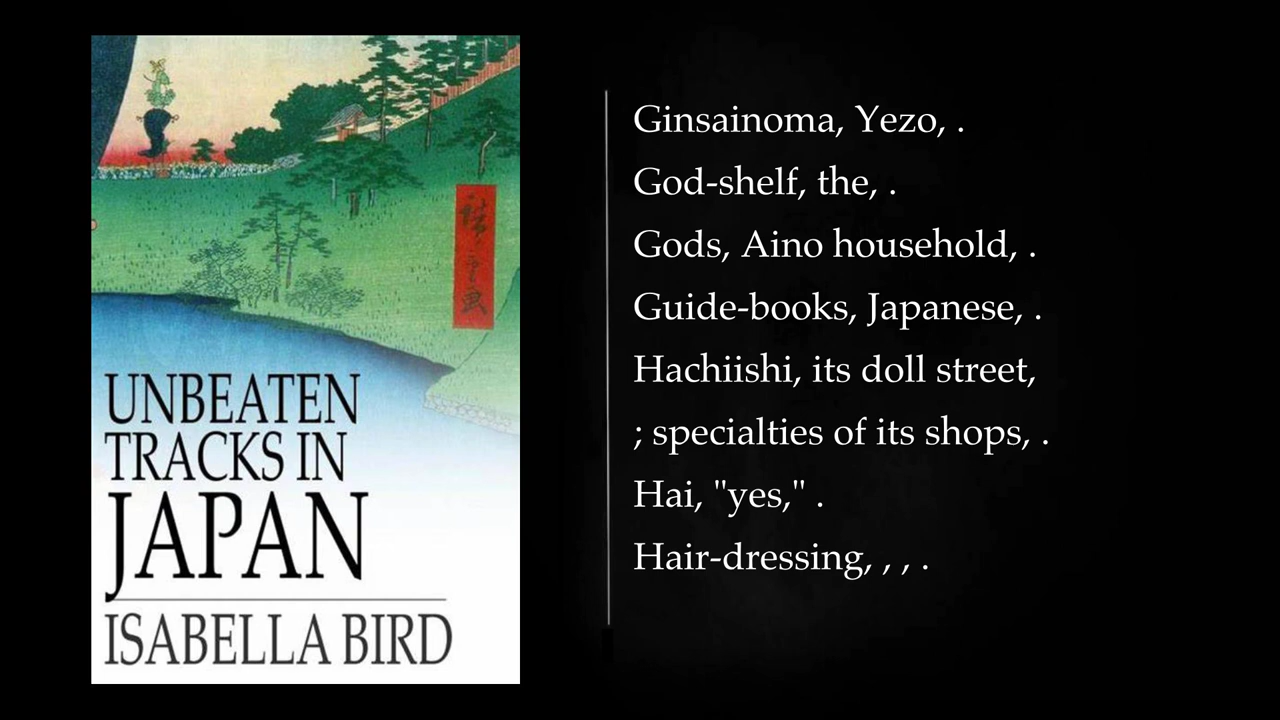 UNBEATEN
TRACKS IN
JAPAN
ISABELLA BIRD
Ginsainoma, Yezo, .
God-shelf, the, .
Gods, Aino household, .
Guide-books, Japanese, .
Hachiishi, its doll street,
; specialties of its shops, .
Hai, "yes," .
Hair-dressing, , , .